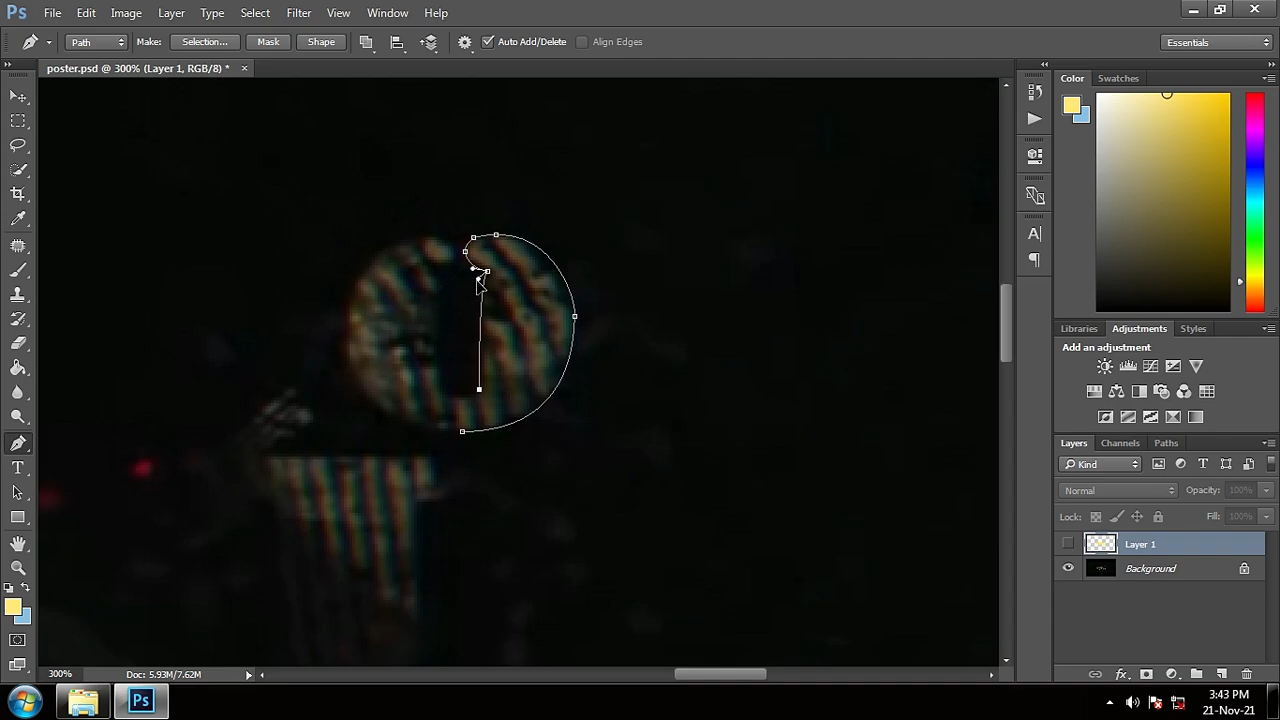 Ps File Edit Image Layer Type Select Filter View Window Help
Path Make: Selection... Mask Shape Auto Add/Delete Align Edges Essentials
poster.psd @ 300% (Layer 1, RGB/8) * ×
Color Swatches
Libraries Adjustments Styles
Add an adjustment
Layers Channels Paths
Kind
Normal Opacity: 100%
Lock: Fill: 100%
Layer 1
Background
300% Doc: 5.93M/7.62M
Ps 3:43 PM
21-Nov-21